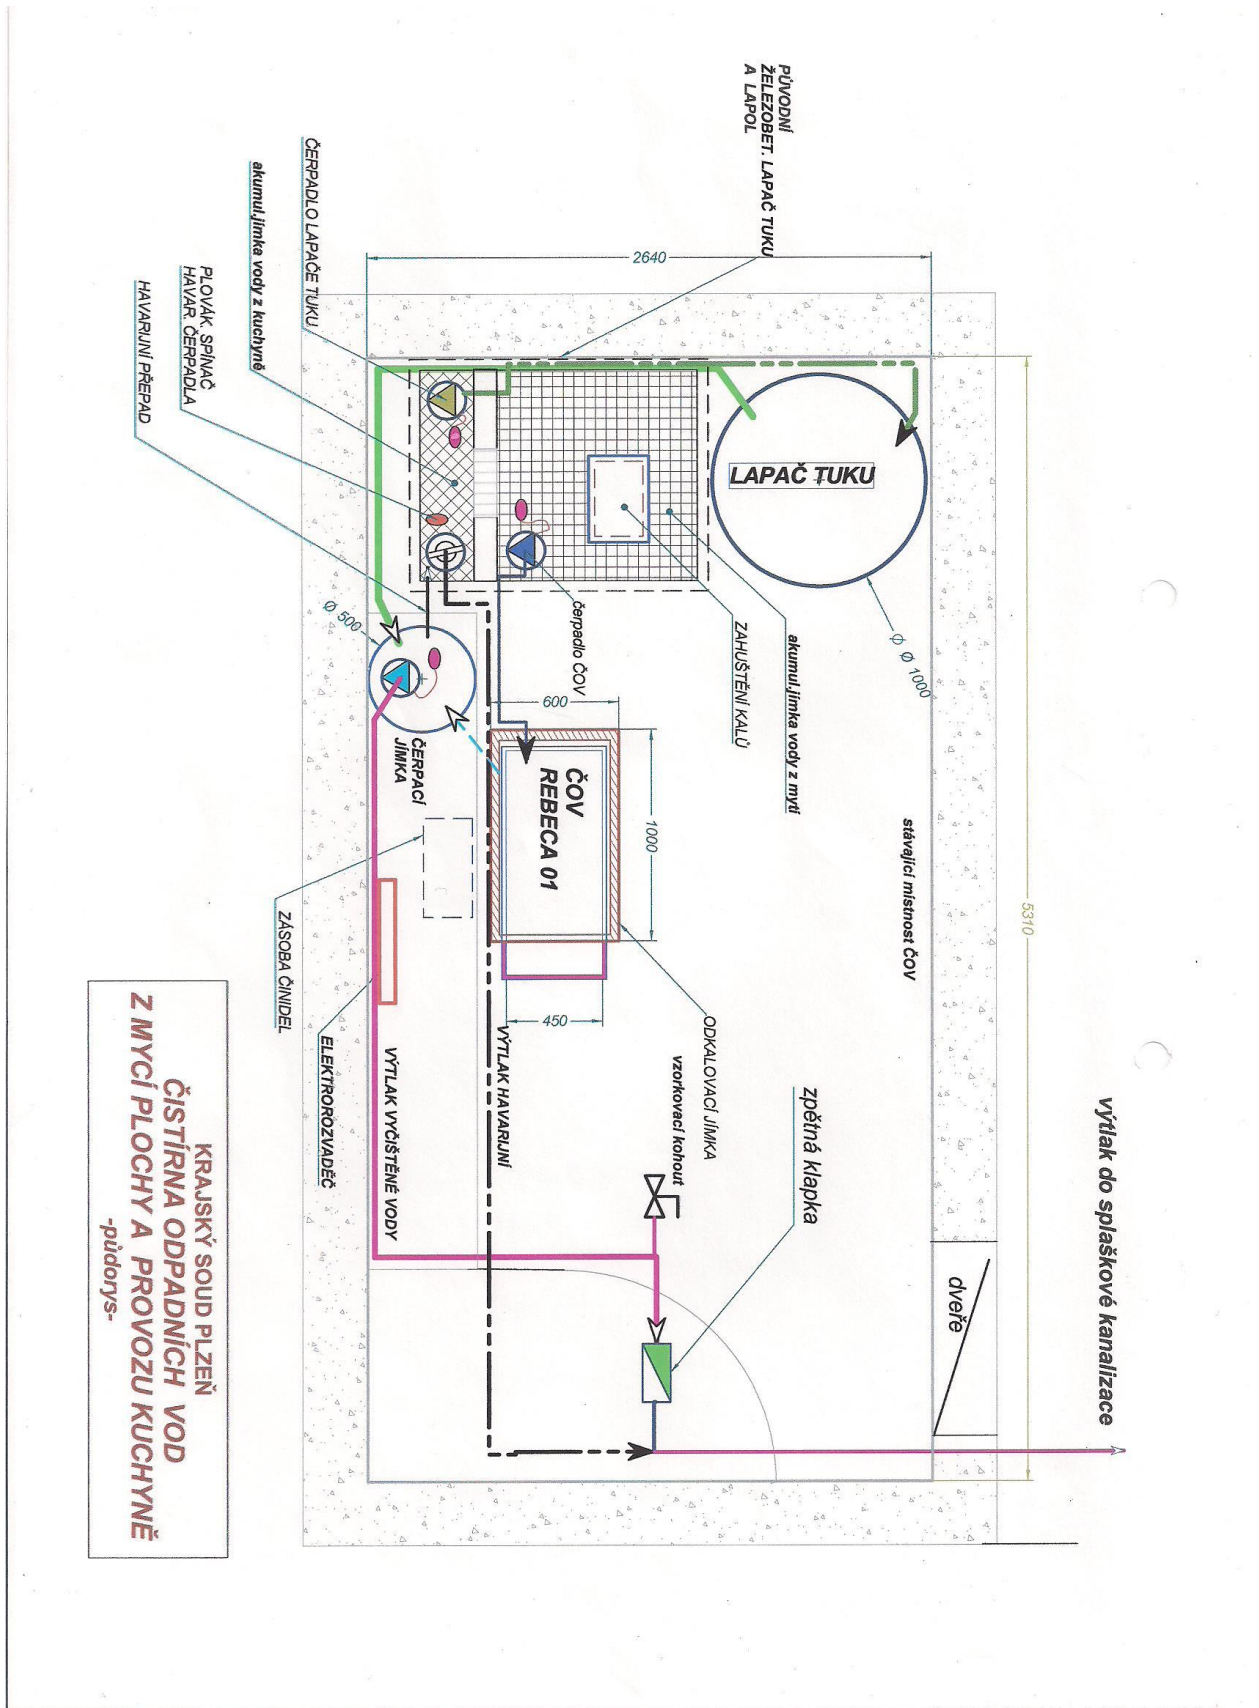 PŮVODNÍ
ŽELEZOBET. LAPAČ TUKU
A LAPOL
ČERPADLO LAPAČE TUKU
akumul.jímka vody z kuchyně
PLOVÁK. SPÍNAČ
HAVAR. ČERPADLA
HAVARIJNÍ PŘEPAD
2640
5310
LAPAČ TUKU
Ø Ø 1000
Ø 500
čerpadlo ČOV
ZAHUŠTĚNÍ KALŮ
akumul.jímka vody z mytí
stávající místnost ČOV
600
1000
450
ČOV
REBECA 01
ČERPACÍ
JÍMKA
ZÁSOBA ČINIDEL
ELEKTROROZVADĚČ
VÝTLAK VYČIŠTĚNÉ VODY
VÝTLAK HAVARIJNÍ
ODKALOVACÍ JÍMKA
vzorkovací kohout
zpětná klapka
dveře
výtlak do splaškové kanalizace
KRAJSKÝ SOUD PLZEŇ
ČISTÍRNA ODPADNÍCH VOD
Z MYCÍ PLOCHY A PROVOZU KUCHYNĚ
-půdorys-